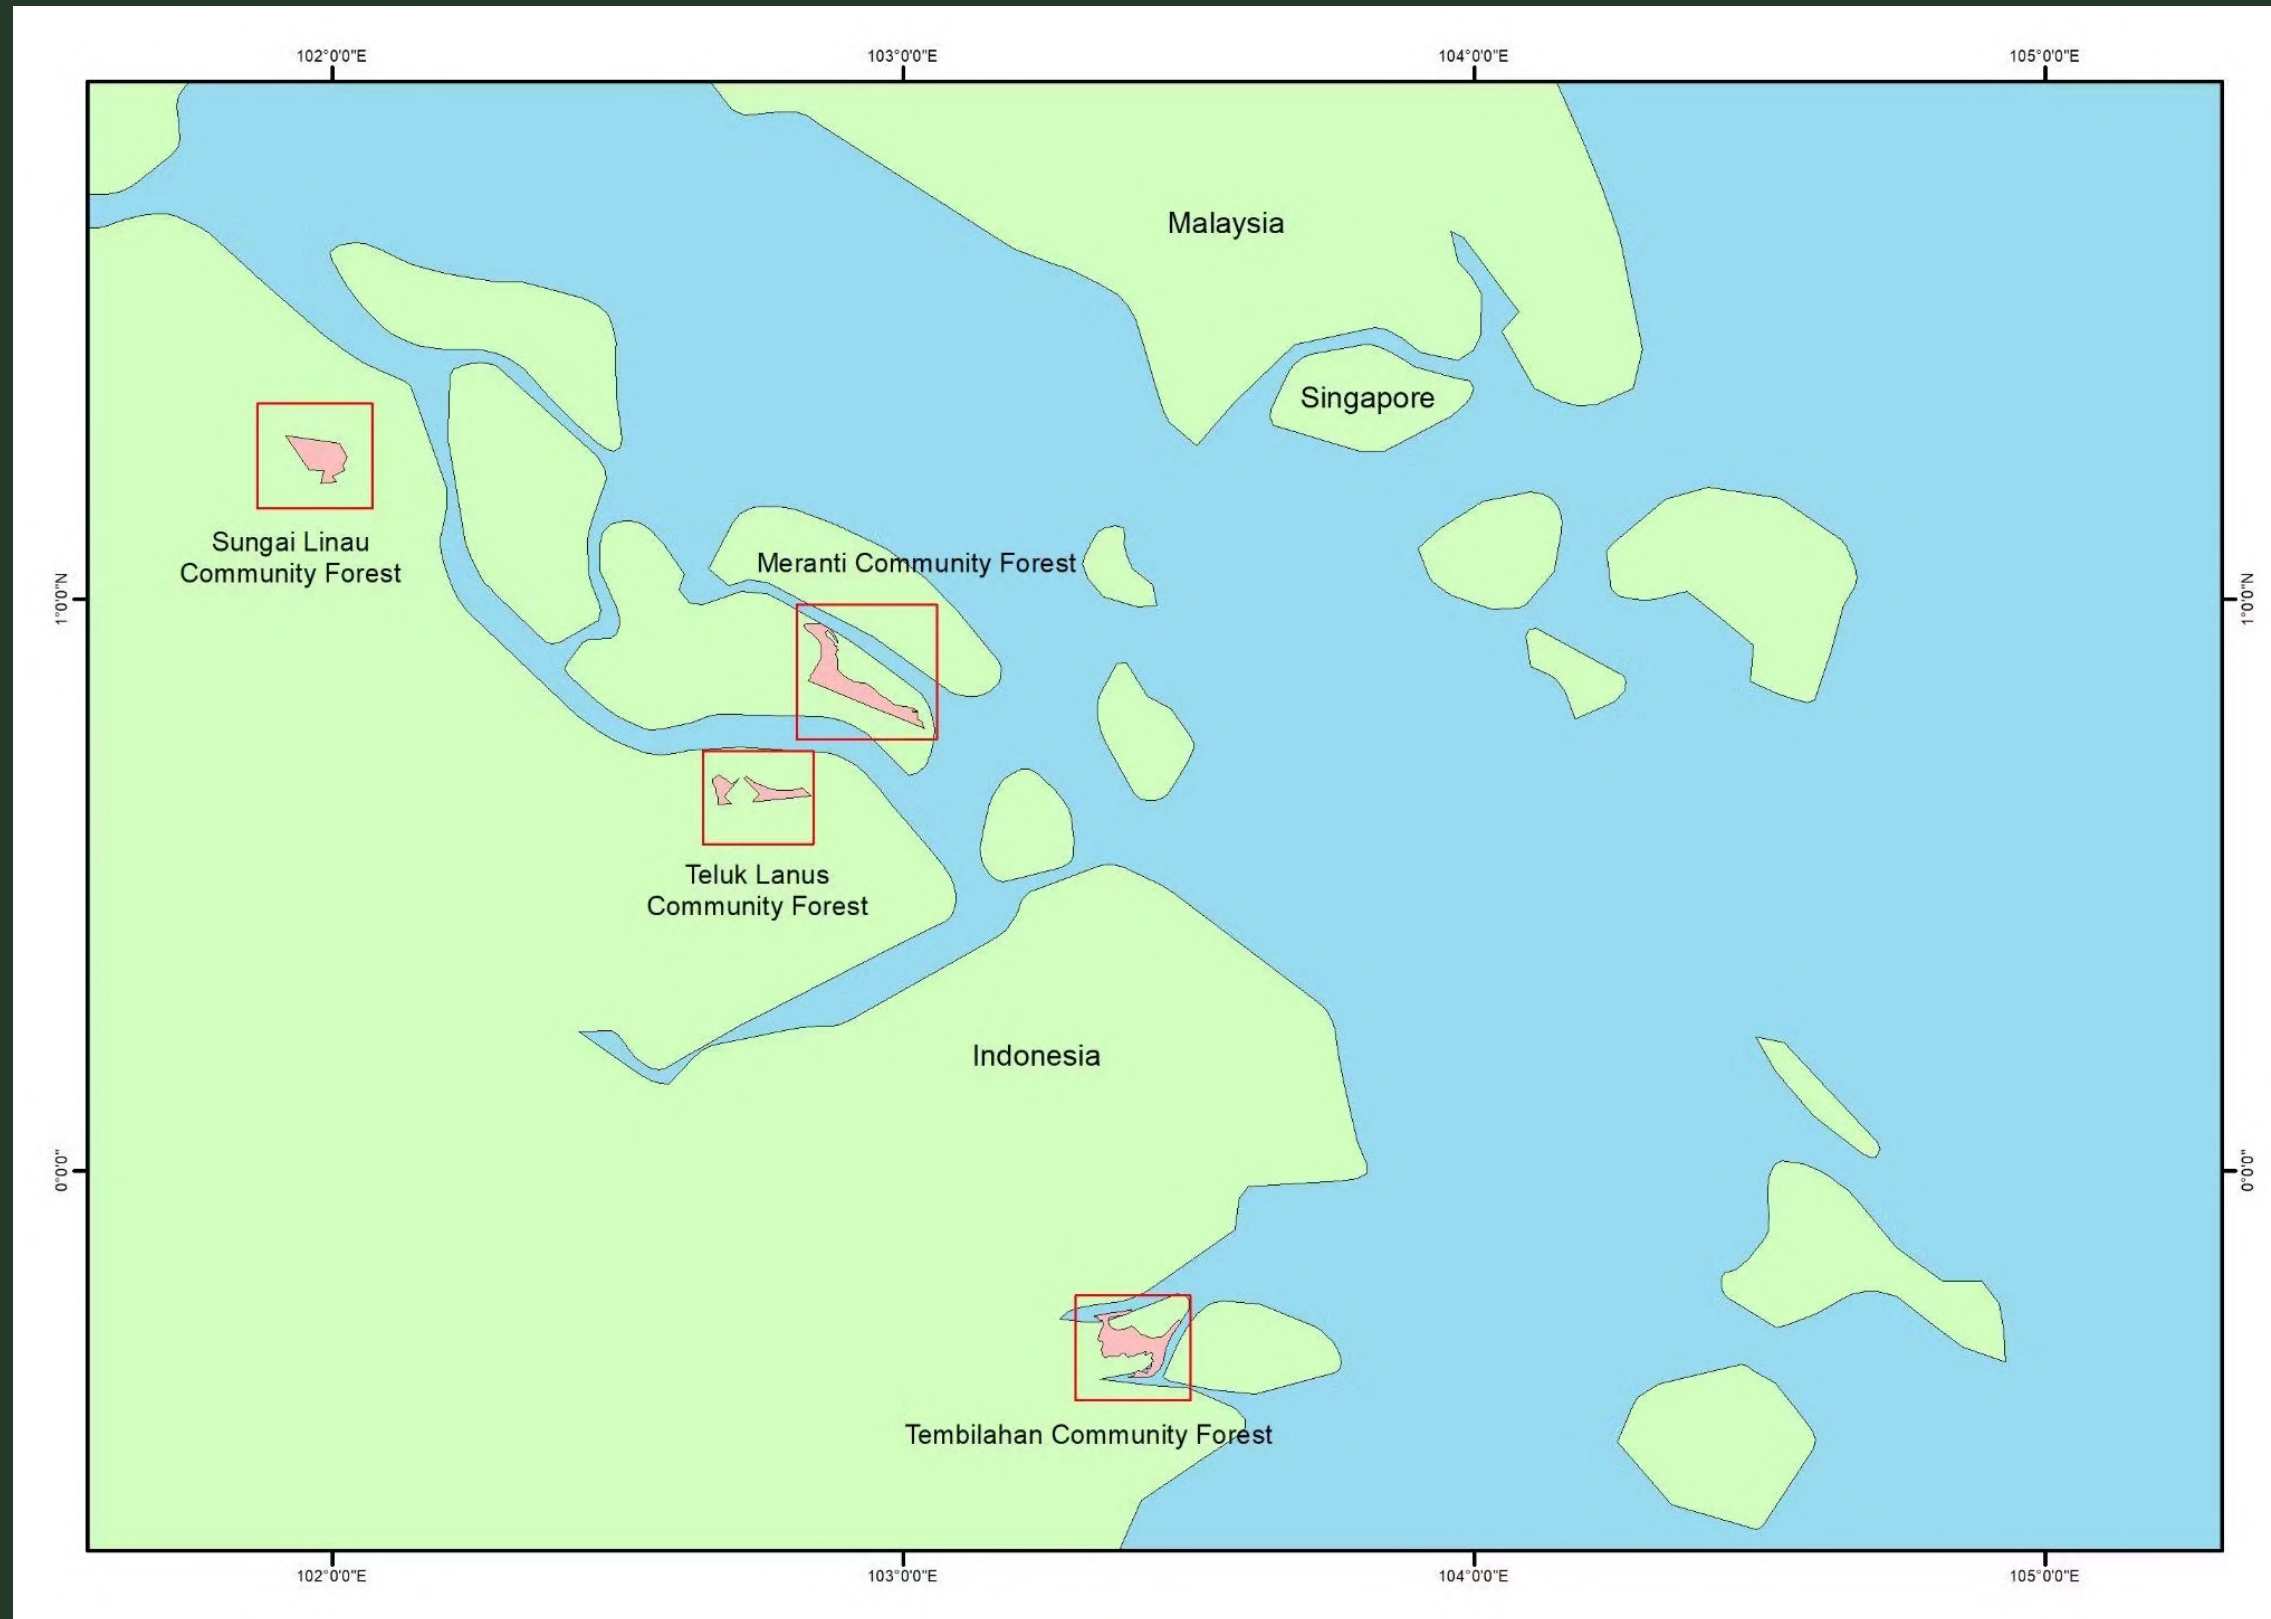 102°0'0"E
103°0'0"E
104°0'0"E
105°0'0"E
Malaysia
Singapore
Sungai Linau
Community Forest
Meranti Community Forest
1°0'0"N
1°0'0"N
Teluk Lanus
Community Forest
Indonesia
0°0'0"
0°0'0"
Tembilahan Community Forest
102°0'0"E
103°0'0"E
104°0'0"E
105°0'0"E